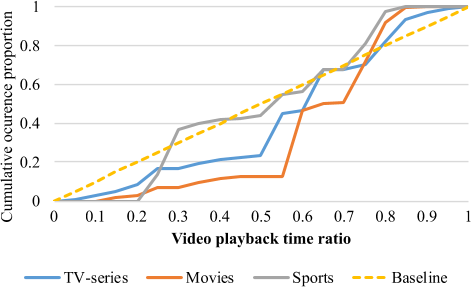 Cumulative ocurence proportion
1
0.8
0.6
0.4
0.2
0
0 0.1 0.2 0.3 0.4 0.5 0.6 0.7 0.8 0.9 1
Video playback time ratio
TV-series Movies Sports Baseline